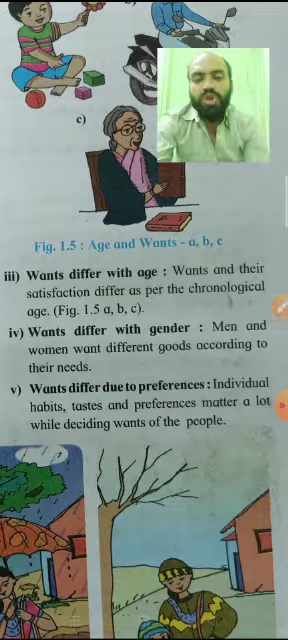 c)
Fig. 1.5 : Age and Wants - a, b, c
iii) Wants differ with age : Wants and their
satisfaction differ as per the chronological
age. (Fig. 1.5 a, b, c).
iv) Wants differ with gender : Men and
women want different goods according to
their needs.
v) Wants differ due to preferences : Individual
habits, tastes and preferences matter a lot
while deciding wants of the people.